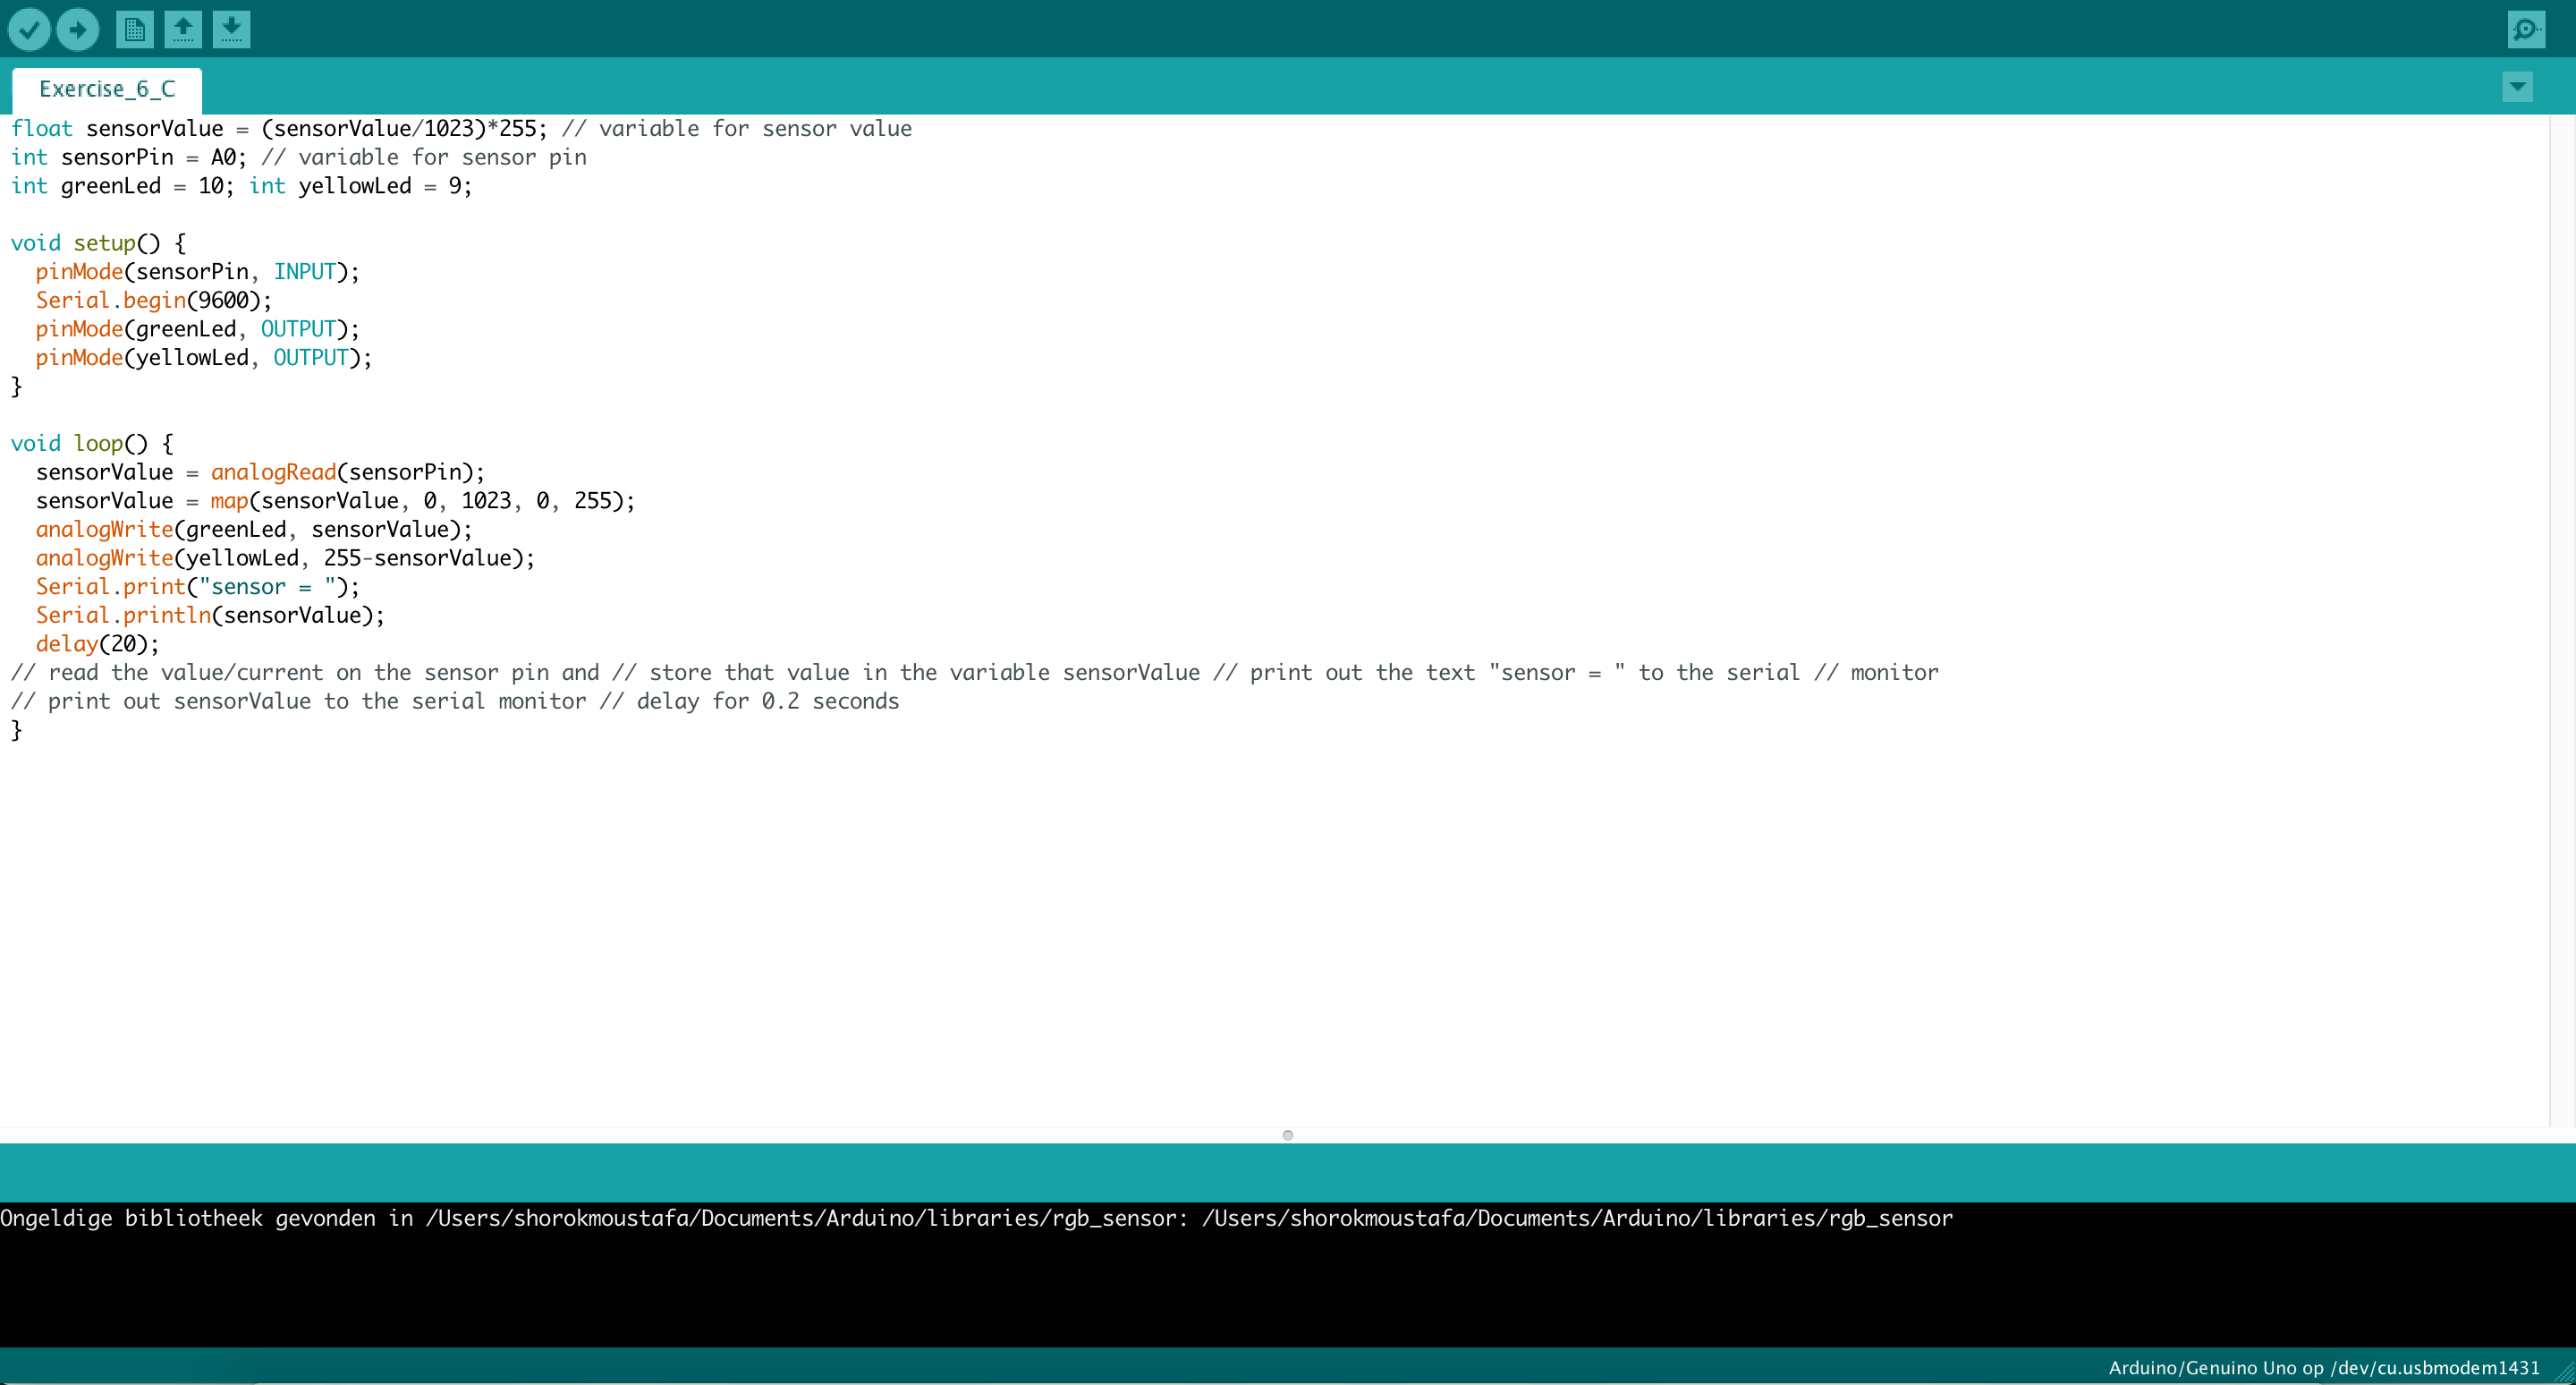 Exercise_6_C
float sensorValue = (sensorValue/1023)*255; // variable for sensor value
int sensorPin = A0; // variable for sensor pin
int greenLed = 10; int yellowLed = 9;
void setup() {
  pinMode(sensorPin, INPUT);
  Serial.begin(9600);
  pinMode(greenLed, OUTPUT);
  pinMode(yellowLed, OUTPUT);
}
void loop() {
  sensorValue = analogRead(sensorPin);
  sensorValue = map(sensorValue, 0, 1023, 0, 255);
  analogWrite(greenLed, sensorValue);
  analogWrite(yellowLed, 255-sensorValue);
  Serial.print("sensor = ");
  Serial.println(sensorValue);
  delay(20);
// read the value/current on the sensor pin and // store that value in the variable sensorValue // print out the text "sensor = " to the serial // monitor
// print out sensorValue to the serial monitor // delay for 0.2 seconds
}
Ongeldige bibliotheek gevonden in /Users/shorokmoustafa/Documents/Arduino/libraries/rgb_sensor: /Users/shorokmoustafa/Documents/Arduino/libraries/rgb_sensor
Arduino/Genuino Uno op /dev/cu.usbmodem1431